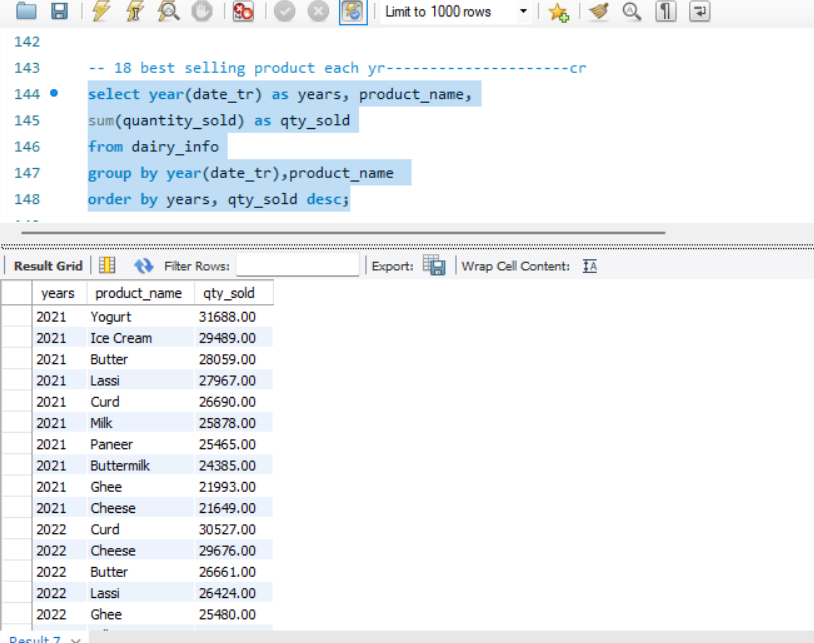 Limit to 1000 rows
142
143 -- 18 best selling product each yr---------------------cr
144 select year(date_tr) as years, product_name,
145 sum(quantity_sold) as qty_sold
146 from dairy_info
147 group by year(date_tr),product_name
148 order by years, qty_sold desc;
Result Grid Filter Rows: Export: Wrap Cell Content:
years product_name qty_sold
2021 Yogurt 31688.00
2021 Ice Cream 29489.00
2021 Butter 28059.00
2021 Lassi 27967.00
2021 Curd 26690.00
2021 Milk 25878.00
2021 Paneer 25465.00
2021 Buttermilk 24385.00
2021 Ghee 21993.00
2021 Cheese 21649.00
2022 Curd 30527.00
2022 Cheese 29676.00
2022 Butter 26661.00
2022 Lassi 26424.00
2022 Ghee 25480.00
Result 7